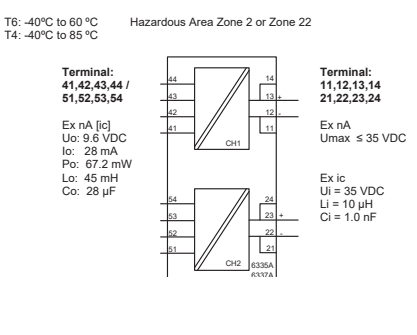 T6: -40ºC to 60 ºC
T4: -40ºC to 85 ºC
Hazardous Area Zone 2 or Zone 22
Terminal:
41,42,43,44 /
51,52,53,54
Ex nA [ic]
Uo: 9.6 VDC
Io: 28 mA
Po: 67.2 mW
Lo: 45 mH
Co: 28 µF
44
43
42
41
14
13 +
12 -
11
CH1
54
53
52
51
24
23 +
22 -
21
CH2
6335A
6337A
Terminal:
11,12,13,14
21,22,23,24
Ex nA
Umax ≤ 35 VDC
Ex ic
Ui = 35 VDC
Li = 10 µH
Ci = 1.0 nF